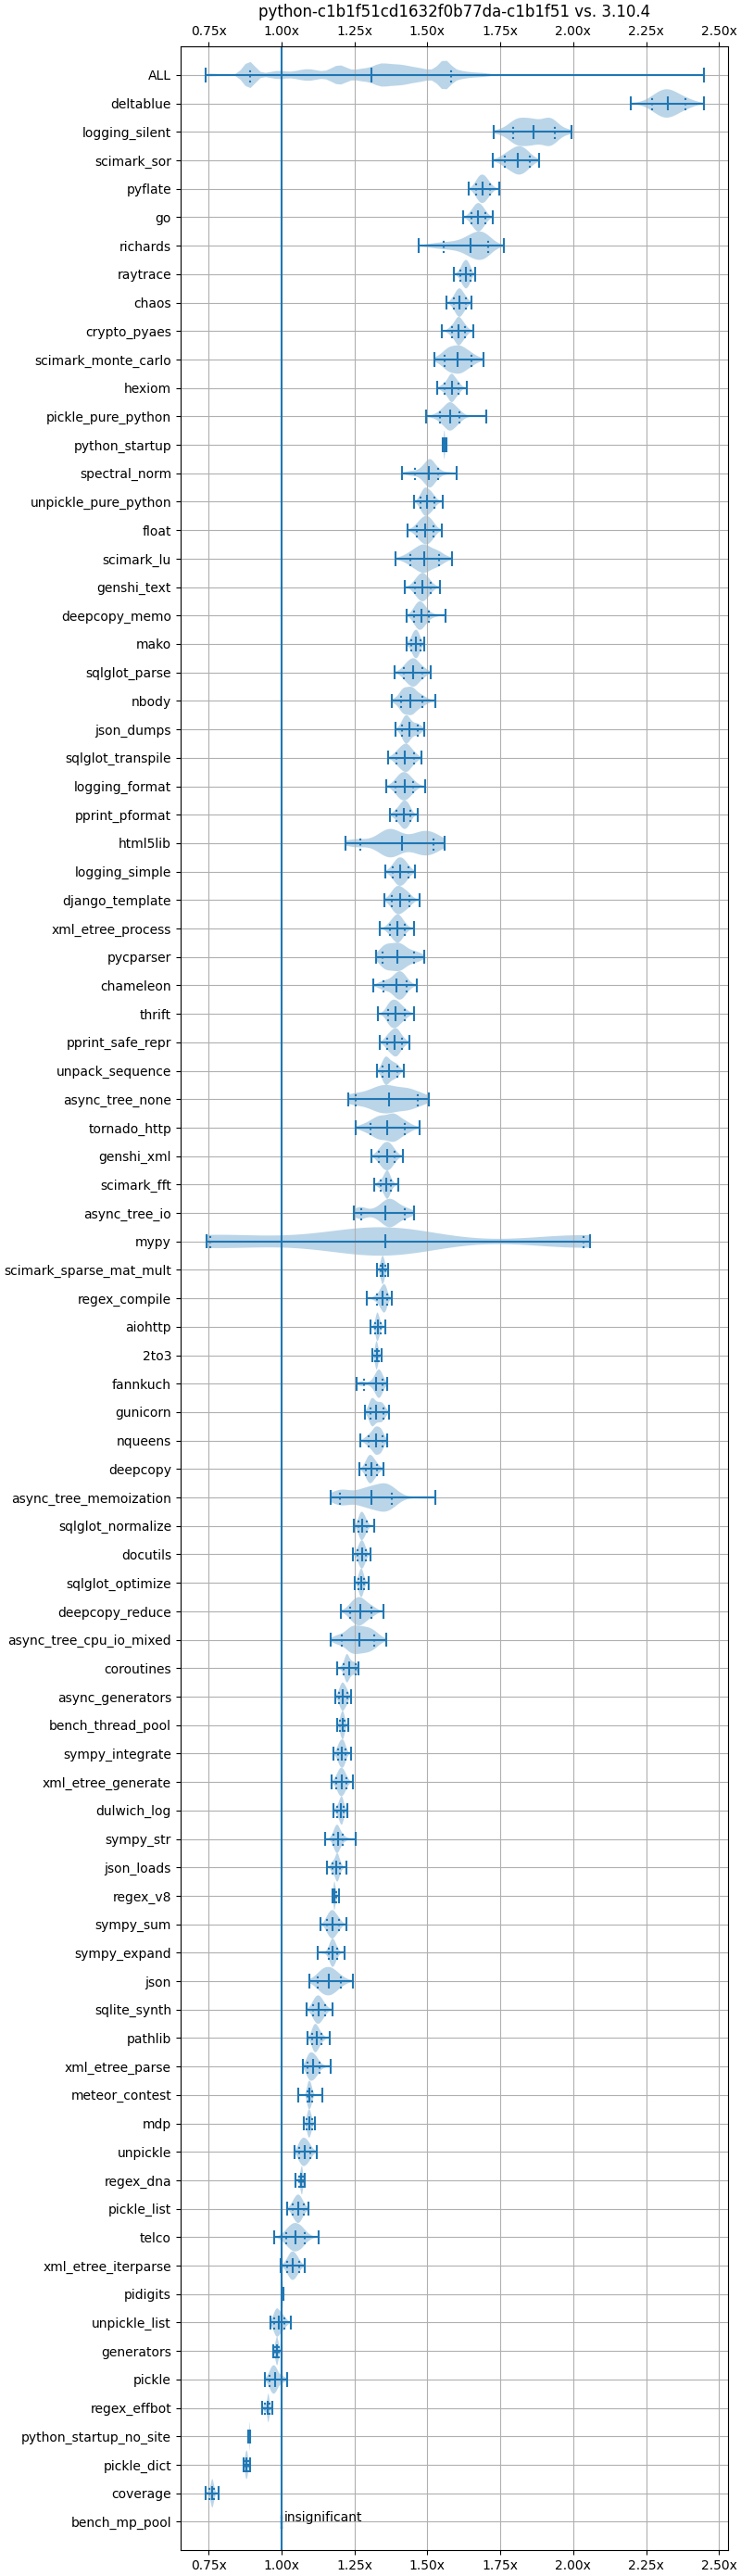 python-c1b1f51cd1632f0b77da-c1b1f51 vs. 3.10.4
0.75x 1.00x 1.25x 1.50x 1.75x 2.00x 2.25x 2.50x
ALL
deltablue
logging_silent
scimark_sor
pyflate
go
richards
raytrace
chaos
crypto_pyaes
scimark_monte_carlo
hexiom
pickle_pure_python
python_startup
spectral_norm
unpickle_pure_python
float
scimark_lu
genshi_text
deepcopy_memo
mako
sqlglot_parse
nbody
json_dumps
sqlglot_transpile
logging_format
pprint_pformat
html5lib
logging_simple
django_template
xml_etree_process
pycparser
chameleon
thrift
pprint_safe_repr
unpack_sequence
async_tree_none
tornado_http
genshi_xml
scimark_fft
async_tree_io
mypy
scimark_sparse_mat_mult
regex_compile
aiohttp
2to3
fannkuch
gunicorn
nqueens
deepcopy
async_tree_memoization
sqlglot_normalize
docutils
sqlglot_optimize
deepcopy_reduce
async_tree_cpu_io_mixed
coroutines
async_generators
bench_thread_pool
sympy_integrate
xml_etree_generate
dulwich_log
sympy_str
json_loads
regex_v8
sympy_sum
sympy_expand
json
sqlite_synth
pathlib
xml_etree_parse
meteor_contest
mdp
unpickle
regex_dna
pickle_list
telco
xml_etree_iterparse
pidigits
unpickle_list
generators
pickle
regex_effbot
python_startup_no_site
pickle_dict
coverage
bench_mp_pool insignificant
0.75x 1.00x 1.25x 1.50x 1.75x 2.00x 2.25x 2.50x